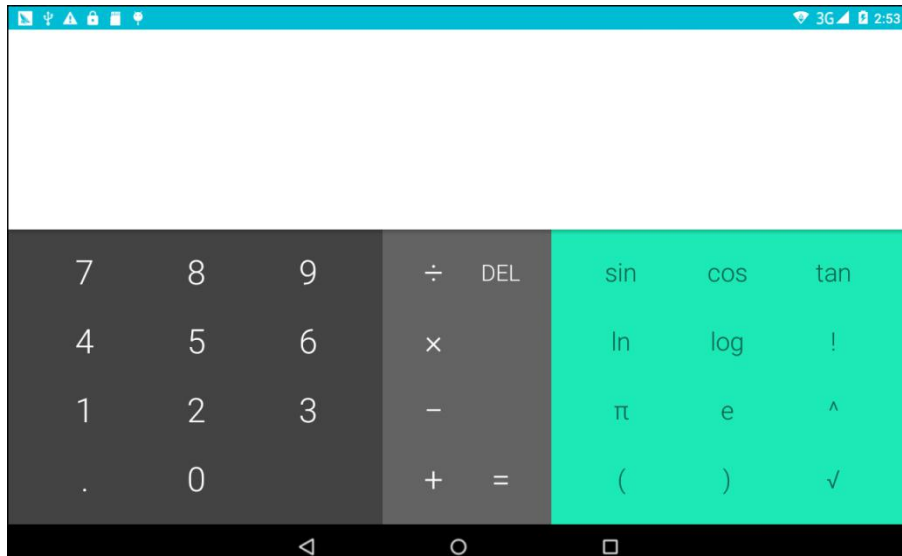 3G 2:53
7 8 9 ÷ DEL sin cos tan
4 5 6 × ln log !
1 2 3 − π e ^
. 0 + = ( ) √